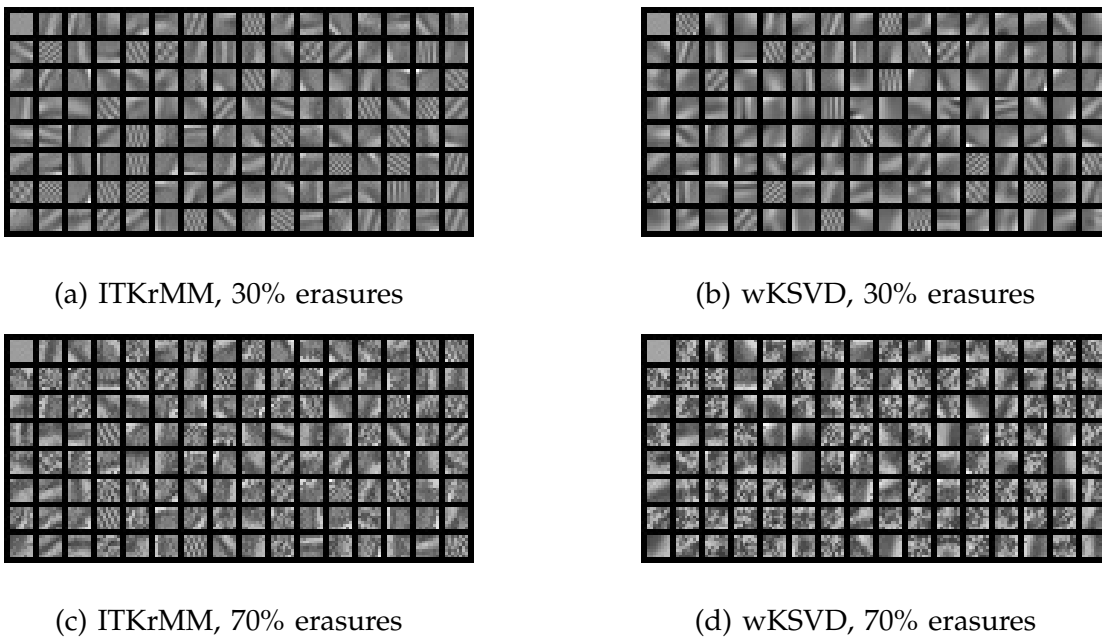 (a) ITKrMM, 30% erasures
(b) wKSVD, 30% erasures
(c) ITKrMM, 70% erasures
(d) wKSVD, 70% erasures